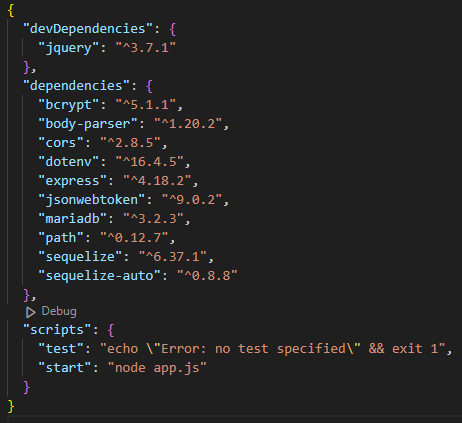 {
  "devDependencies": {
    "jquery": "^3.7.1"
  },
  "dependencies": {
    "bcrypt": "^5.1.1",
    "body-parser": "^1.20.2",
    "cors": "^2.8.5",
    "dotenv": "^16.4.5",
    "express": "^4.18.2",
    "jsonwebtoken": "^9.0.2",
    "mariadb": "^3.2.3",
    "path": "^0.12.7",
    "sequelize": "^6.37.1",
    "sequelize-auto": "^0.8.8"
  },
  Debug
  "scripts": {
    "test": "echo \"Error: no test specified\" && exit 1",
    "start": "node app.js"
  }
}